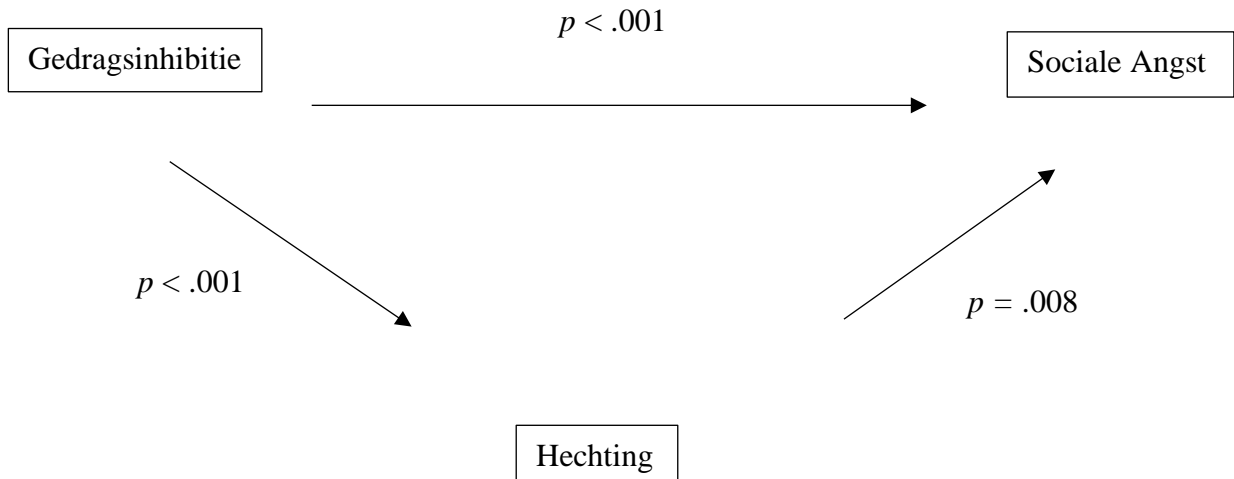 p < .001
Gedragsinhibitie
Sociale Angst
p < .001
p = .008
Hechting